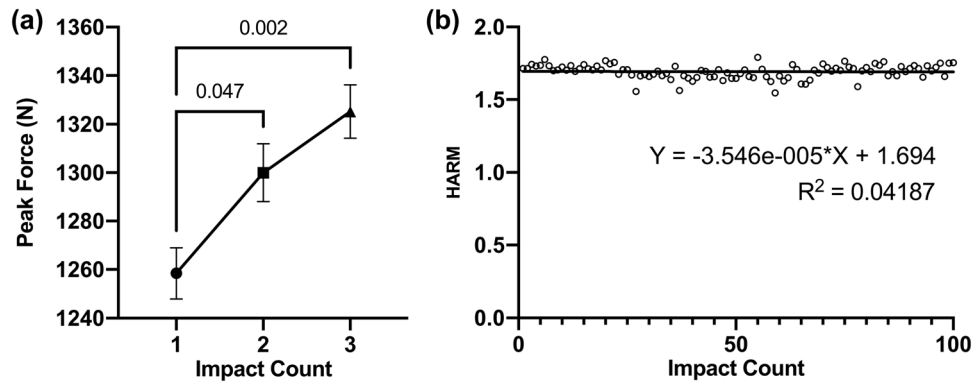 (a)
1360
1340
1320
1300
1280
1260
1240
Peak Force (N)
0.002
0.047
1
2
3
Impact Count
(b)
2.0
1.5
1.0
0.5
0.0
HARM
Y = -3.546e-005*X + 1.694
R² = 0.04187
0
50
100
Impact Count